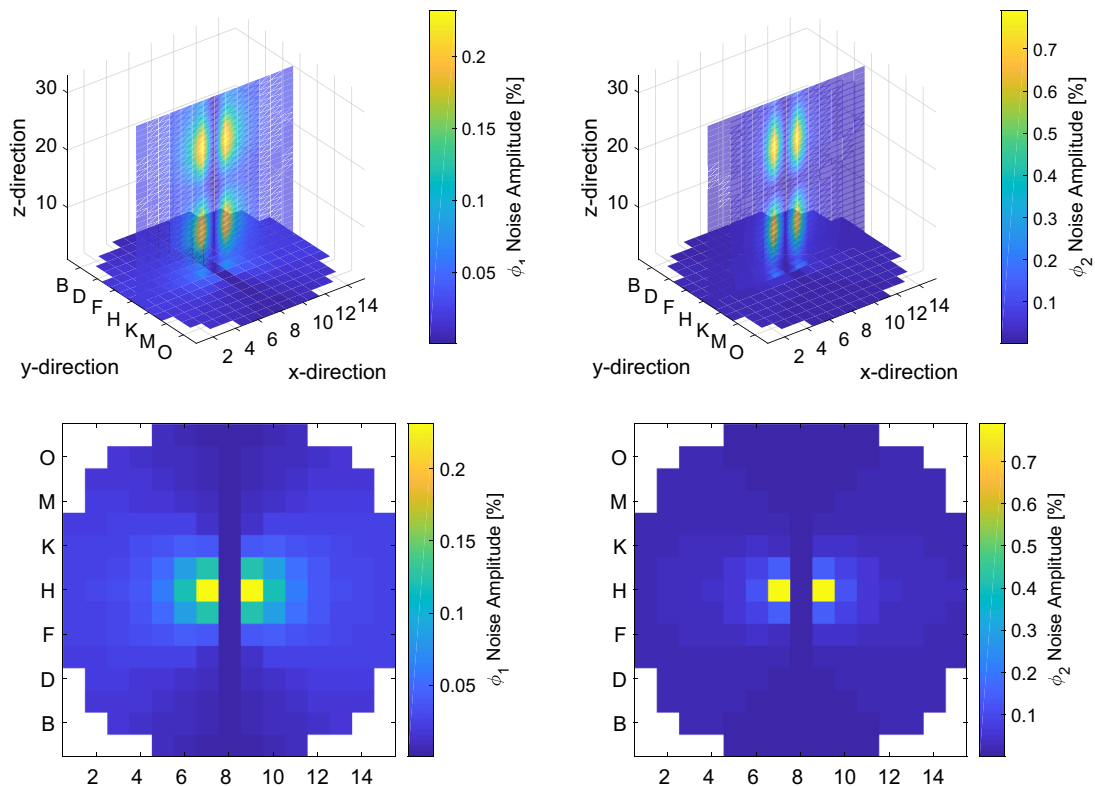 30
20
10
z-direction
B D F H K M O
2 4 6 8 10 12 14
y-direction
x-direction
0.2
0.15
0.1
0.05
ϕ₁ Noise Amplitude [%]
30
20
10
z-direction
B D F H K M O
2 4 6 8 10 12 14
y-direction
x-direction
0.7
0.6
0.5
0.4
0.3
0.2
0.1
ϕ₂ Noise Amplitude [%]
O
M
K
H
F
D
B
2 4 6 8 10 12 14
0.2
0.15
0.1
0.05
ϕ₁ Noise Amplitude [%]
O
M
K
H
F
D
B
2 4 6 8 10 12 14
0.7
0.6
0.5
0.4
0.3
0.2
0.1
ϕ₂ Noise Amplitude [%]